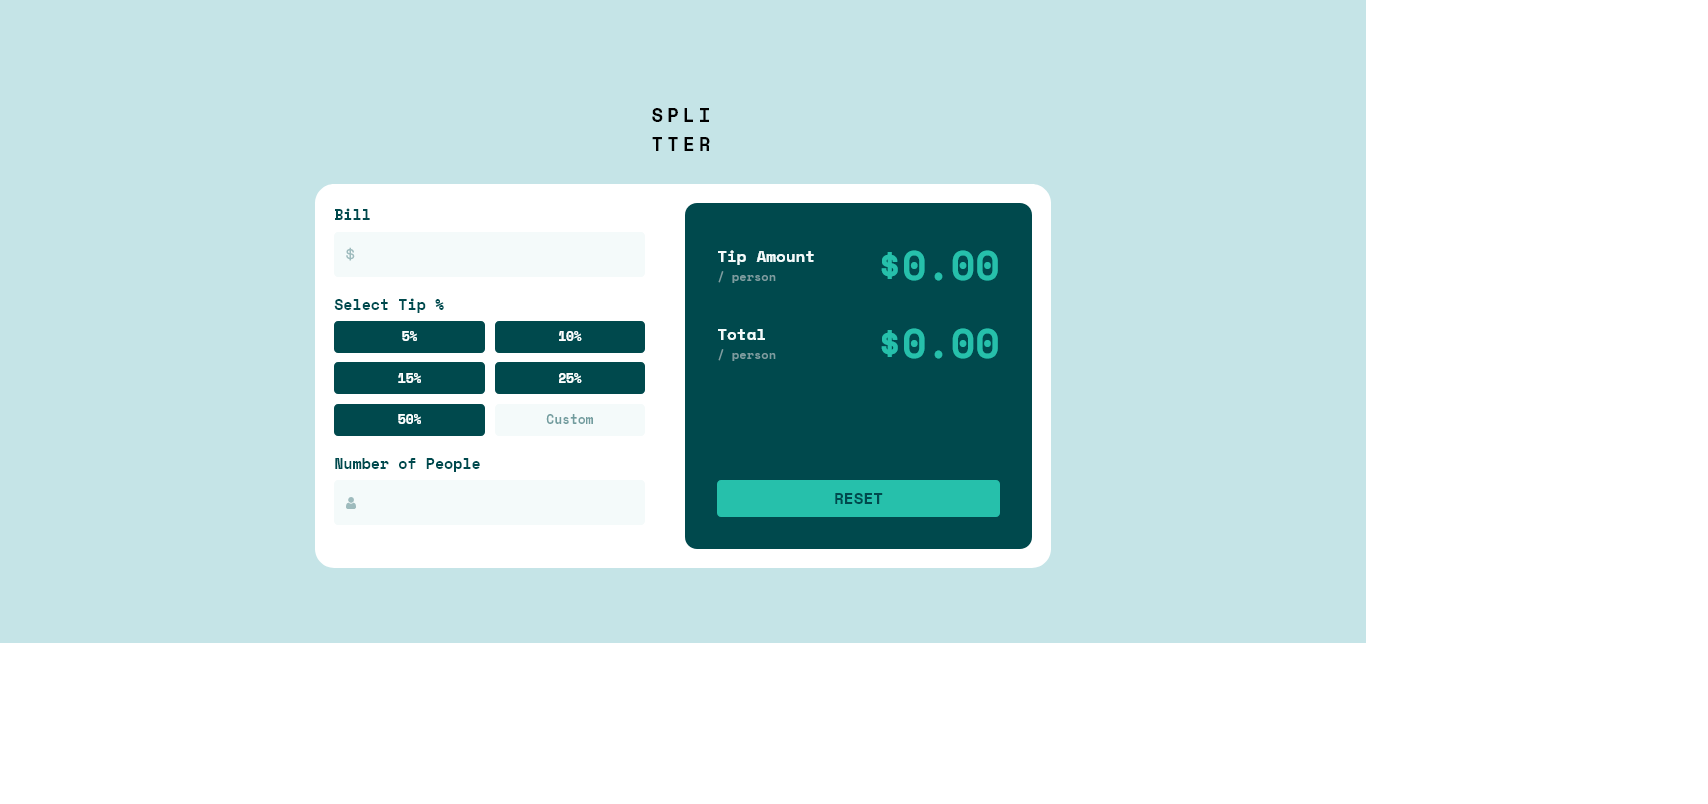 SPLI
TTER
Bill
$
Select Tip %
5%
10%
15%
25%
50%
Custom
Number of People
Tip Amount
/ person
$0.00
Total
/ person
$0.00
RESET